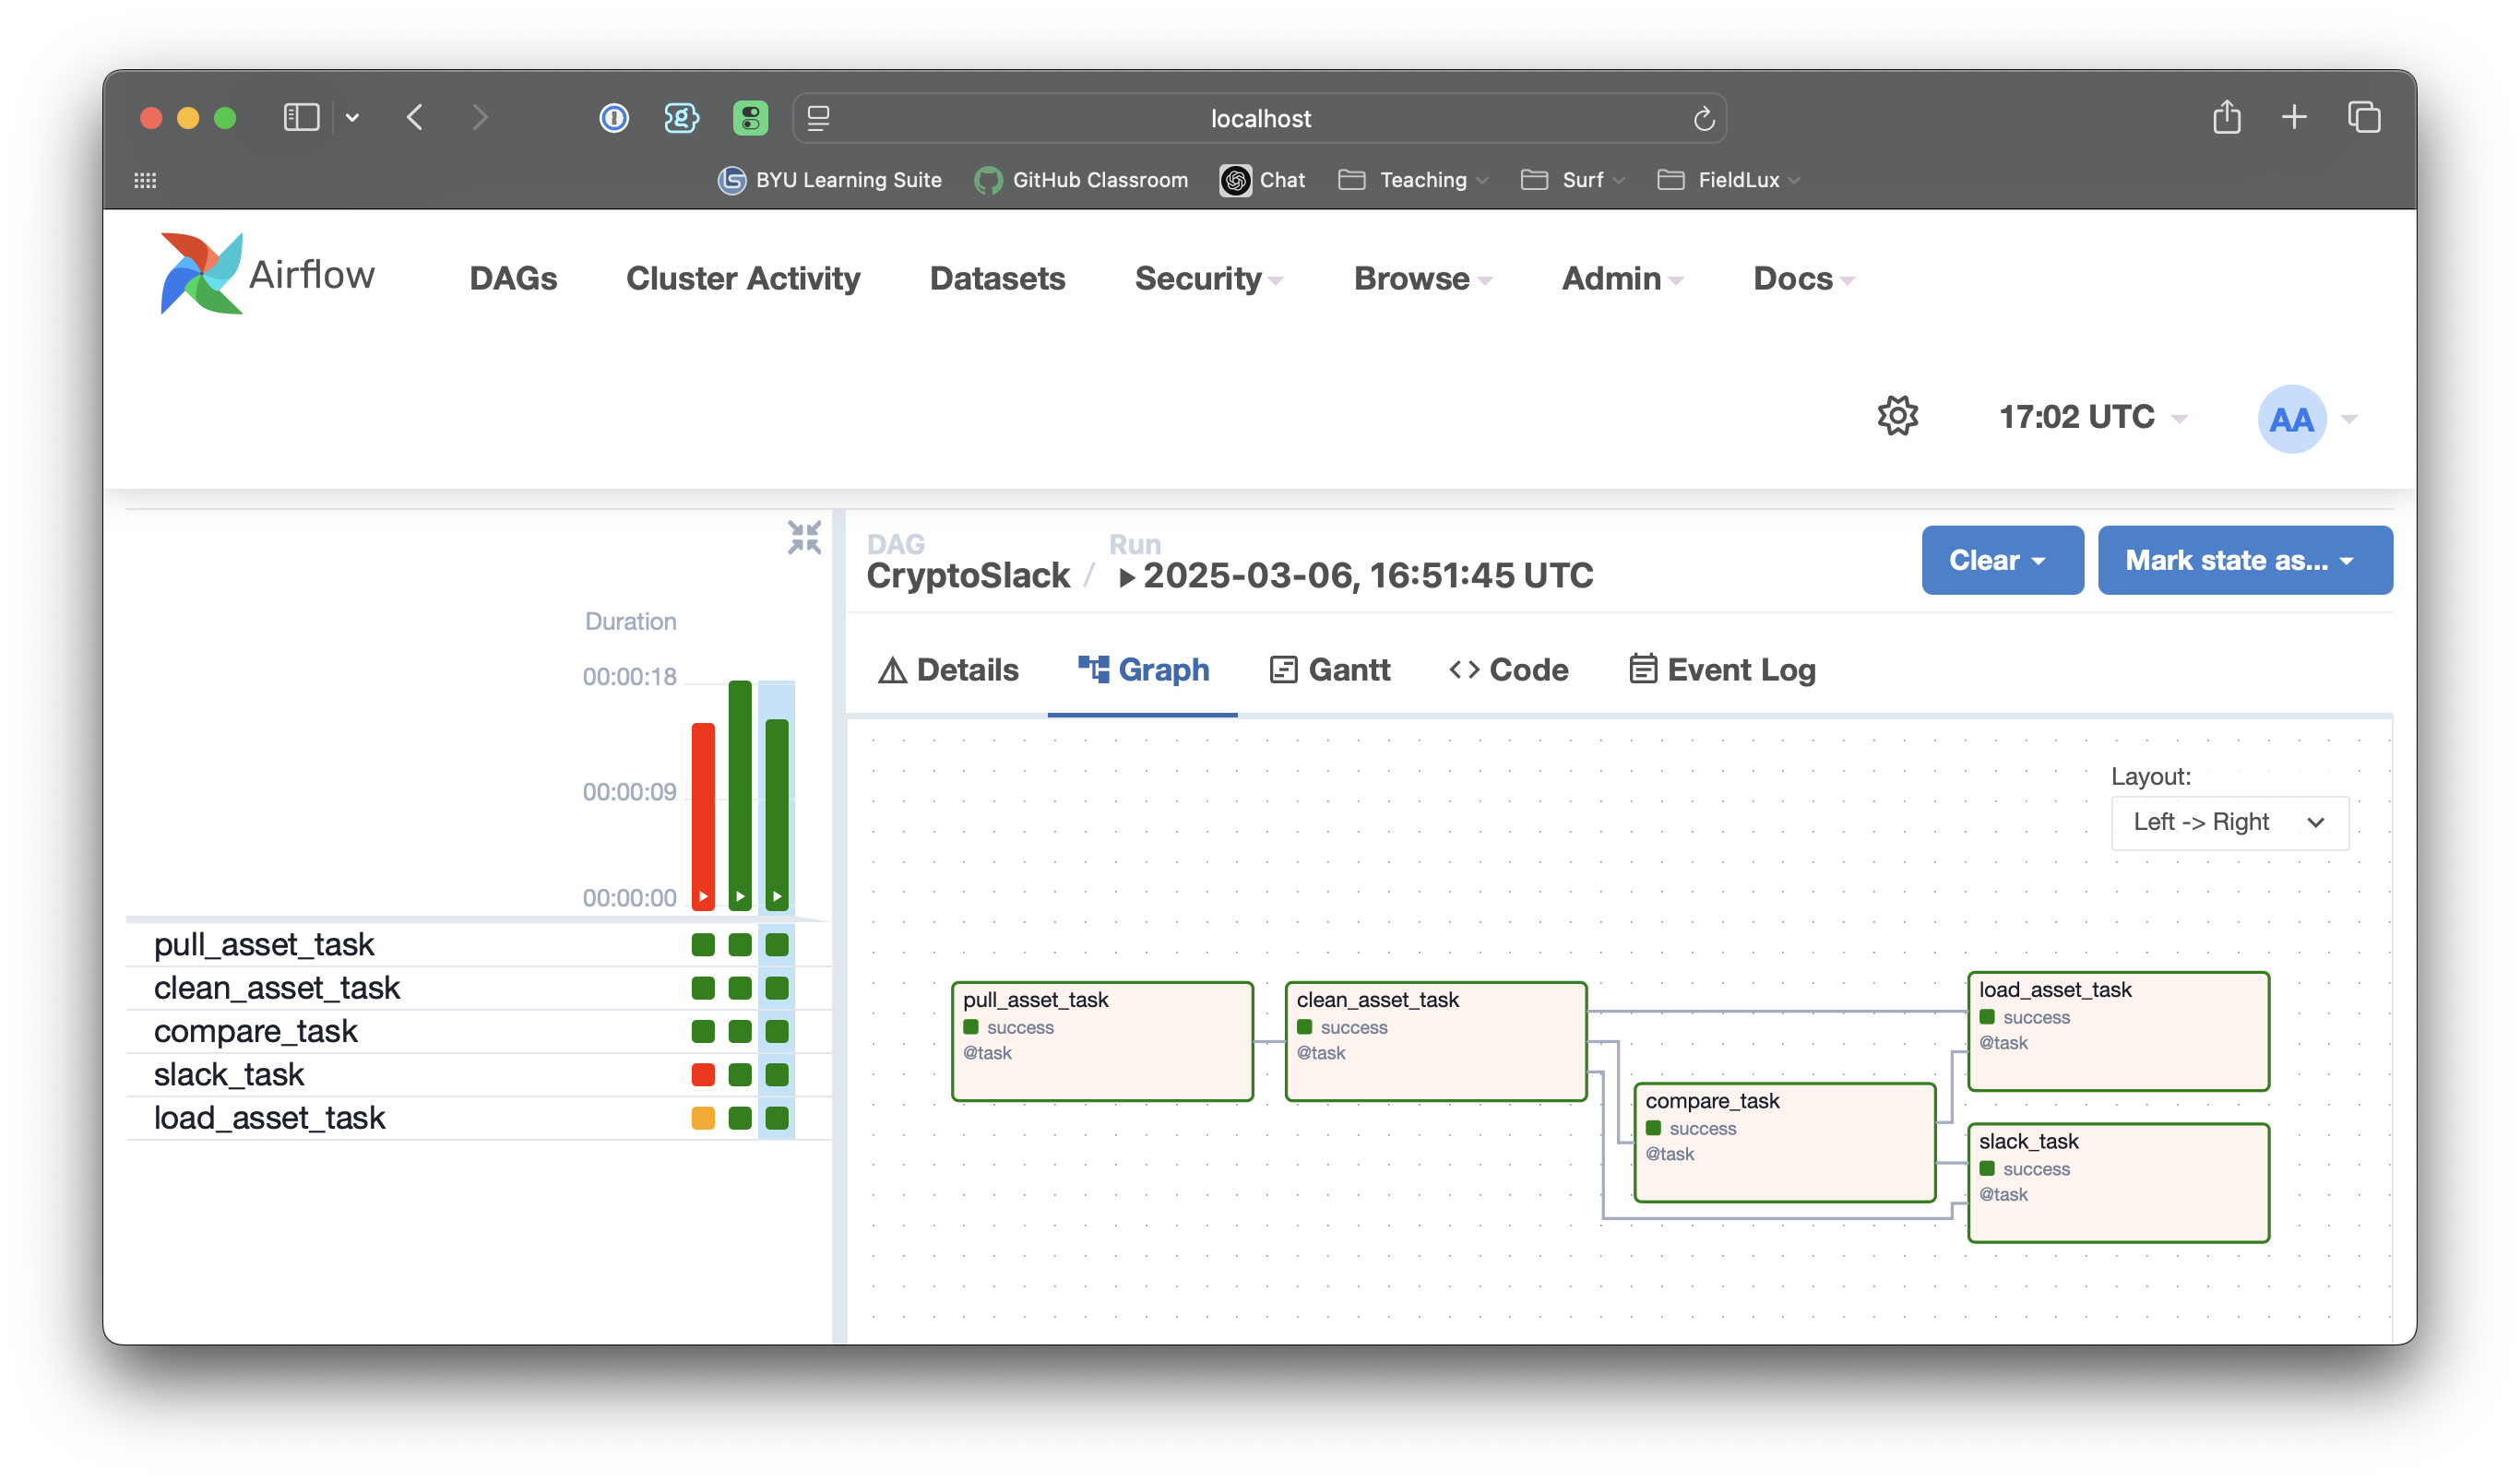 localhost
BYU Learning Suite GitHub Classroom Chat Teaching Surf FieldLux
Airflow DAGs Cluster Activity Datasets Security Browse Admin Docs
17:02 UTC AA
DAG Run
CryptoSlack / 2025-03-06, 16:51:45 UTC
Clear Mark state as...
Details Graph Gantt Code Event Log
Duration
00:00:18
00:00:09
00:00:00
pull_asset_task
clean_asset_task
compare_task
slack_task
load_asset_task
Layout:
Left -> Right
pull_asset_task
success
@task
clean_asset_task
success
@task
compare_task
success
@task
load_asset_task
success
@task
slack_task
success
@task